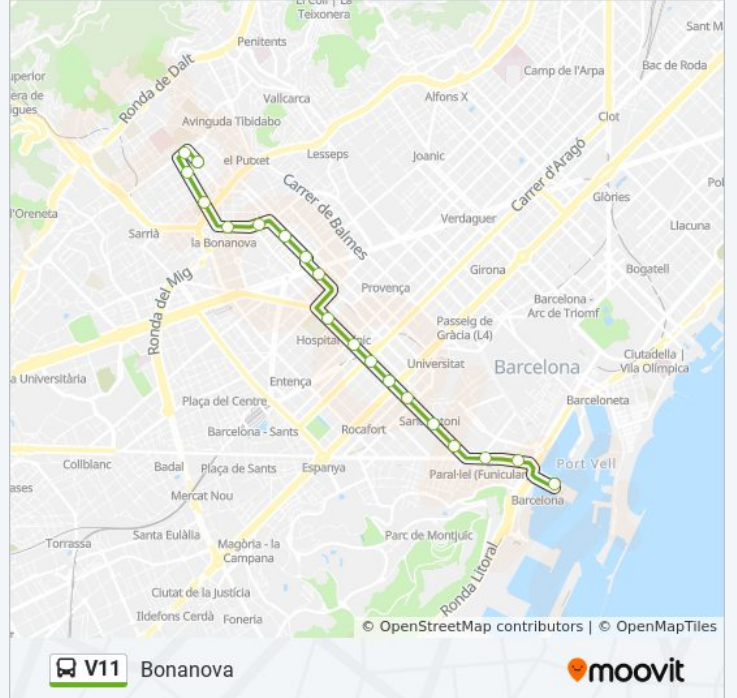 El Coll | La
Teixonera
Sant M
Penitents
Ronda de Dalt
Camp de l'Arpa
Bac de Roda
uperior
era de
igues
Vallcarca
Alfons X
Avinguda Tibidabo
Clot
el Putxet
Lesseps
Joanic
Carrer d'Aragó
Pol
Carrer de Balmes
Glòries
l'Oreneta
Verdaguer
Llacuna
Sarrià
la Bonanova
Girona
Bogatell
Ronda del Mig
Provença
Barcelona -
Arc de Triomf
Passeig de
Gràcia (L4)
Hospital Clínic
Ciutadella |
Vila Olímpica
Universitat
Barcelona
a Universitària
Entença
Plaça del Centre
Barceloneta
Barcelona - Sants
Rocafort
Sant Antoni
Collblanc
Badal
Plaça de Sants
Espanya
Port Vell
Paral·lel (Funicular
ases
Mercat Nou
Barcelona
Torrassa
Santa Eulàlia
Magòria - la
Campana
Parc de Montjuïc
Ronda Litoral
Ciutat de la Justícia
Ildefons Cerdà
Foneria
© OpenStreetMap contributors | © OpenMapTiles
V11 Bonanova
moovit